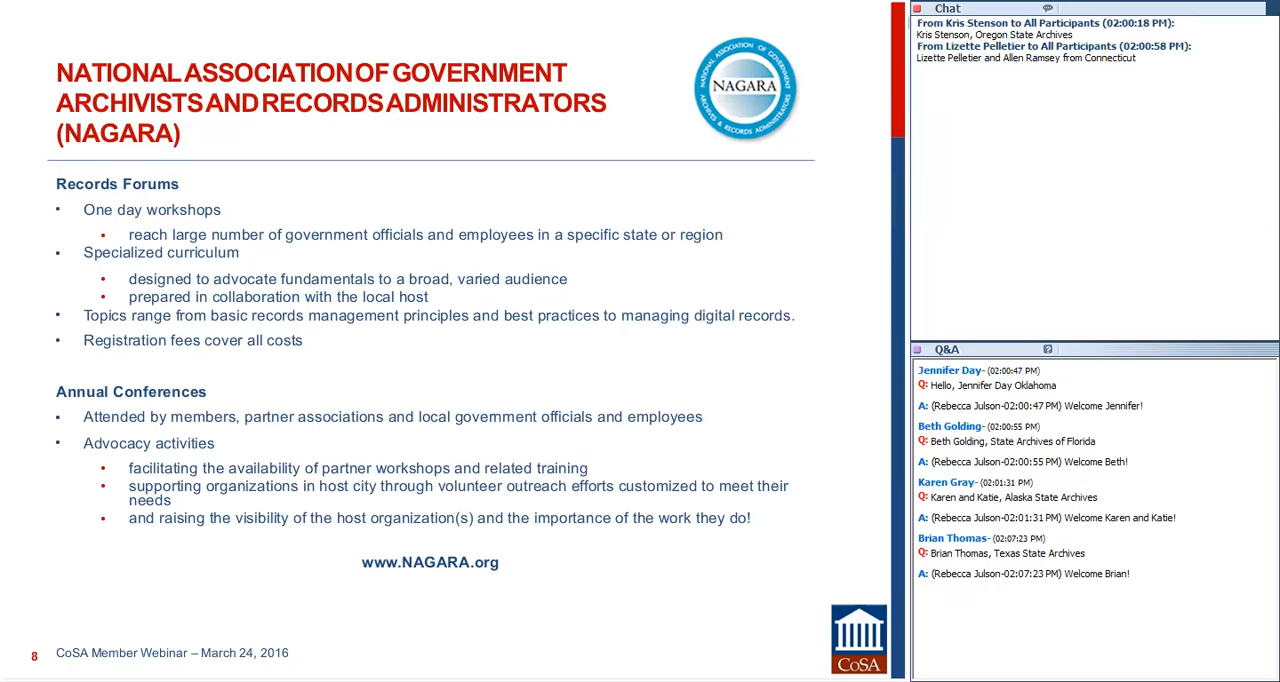 NATIONAL ASSOCIATION OF GOVERNMENT
ARCHIVISTS AND RECORDS ADMINISTRATORS
(NAGARA)
NATIONAL ASSOCIATION OF GOVERNMENT
NAGARA
ARCHIVES & RECORDS ADMINISTRATORS
Records Forums
• One day workshops
• reach large number of government officials and employees in a specific state or region
• Specialized curriculum
• designed to advocate fundamentals to a broad, varied audience
• prepared in collaboration with the local host
• Topics range from basic records management principles and best practices to managing digital records.
• Registration fees cover all costs
Annual Conferences
• Attended by members, partner associations and local government officials and employees
• Advocacy activities
• facilitating the availability of partner workshops and related training
• supporting organizations in host city through volunteer outreach efforts customized to meet their
needs
• and raising the visibility of the host organization(s) and the importance of the work they do!
www.NAGARA.org
8 CoSA Member Webinar – March 24, 2016
CoSA
Chat
From Kris Stenson to All Participants (02:00:18 PM):
Kris Stenson, Oregon State Archives
From Lizette Pelletier to All Participants (02:00:58 PM):
Lizette Pelletier and Allen Ramsey from Connecticut
Q&A
Jennifer Day- (02:00:47 PM)
Q: Hello, Jennifer Day Oklahoma
A: (Rebecca Julson-02:00:47 PM) Welcome Jennifer!
Beth Golding- (02:00:55 PM)
Q: Beth Golding, State Archives of Florida
A: (Rebecca Julson-02:00:55 PM) Welcome Beth!
Karen Gray- (02:01:31 PM)
Q: Karen and Katie, Alaska State Archives
A: (Rebecca Julson-02:01:31 PM) Welcome Karen and Katie!
Brian Thomas- (02:07:23 PM)
Q: Brian Thomas, Texas State Archives
A: (Rebecca Julson-02:07:23 PM) Welcome Brian!